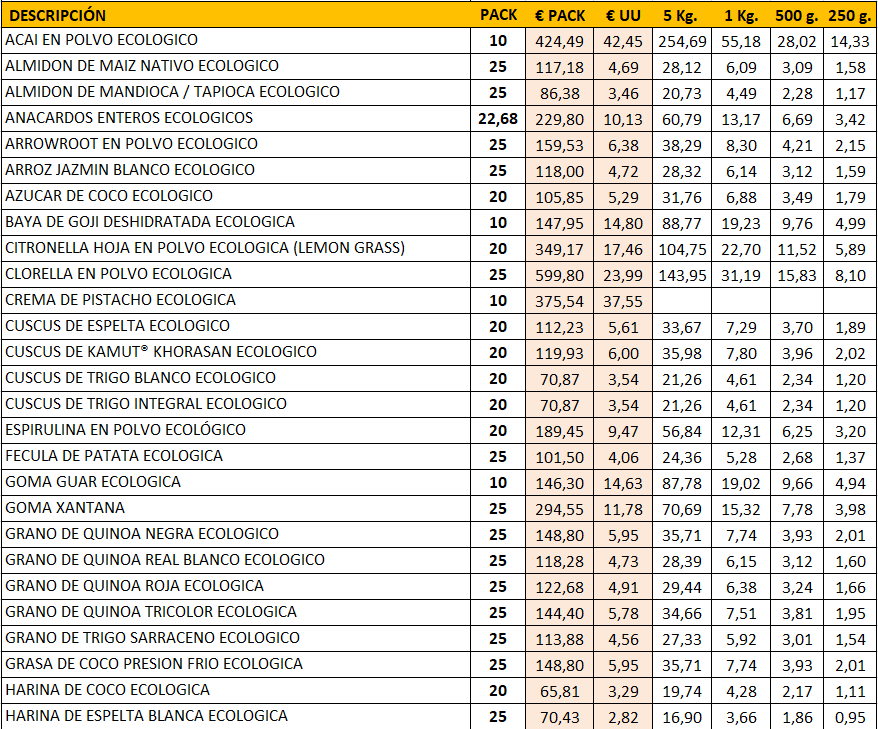 DESCRIPCIÓN PACK € PACK € UU 5 Kg. 1 Kg. 500 g. 250 g.
ACAI EN POLVO ECOLOGICO 10 424,49 42,45 254,69 55,18 28,02 14,33
ALMIDON DE MAIZ NATIVO ECOLOGICO 25 117,18 4,69 28,12 6,09 3,09 1,58
ALMIDON DE MANDIOCA / TAPIOCA ECOLOGICO 25 86,38 3,46 20,73 4,49 2,28 1,17
ANACARDOS ENTEROS ECOLOGICOS 22,68 229,80 10,13 60,79 13,17 6,69 3,42
ARROWROOT EN POLVO ECOLOGICO 25 159,53 6,38 38,29 8,30 4,21 2,15
ARROZ JAZMIN BLANCO ECOLOGICO 25 118,00 4,72 28,32 6,14 3,12 1,59
AZUCAR DE COCO ECOLOGICO 20 105,85 5,29 31,76 6,88 3,49 1,79
BAYA DE GOJI DESHIDRATADA ECOLOGICA 10 147,95 14,80 88,77 19,23 9,76 4,99
CITRONELLA HOJA EN POLVO ECOLOGICA (LEMON GRASS) 20 349,17 17,46 104,75 22,70 11,52 5,89
CLORELLA EN POLVO ECOLOGICA 25 599,80 23,99 143,95 31,19 15,83 8,10
CREMA DE PISTACHO ECOLOGICA 10 375,54 37,55
CUSCUS DE ESPELTA ECOLOGICO 20 112,23 5,61 33,67 7,29 3,70 1,89
CUSCUS DE KAMUT® KHORASAN ECOLOGICO 20 119,93 6,00 35,98 7,80 3,96 2,02
CUSCUS DE TRIGO BLANCO ECOLOGICO 20 70,87 3,54 21,26 4,61 2,34 1,20
CUSCUS DE TRIGO INTEGRAL ECOLOGICO 20 70,87 3,54 21,26 4,61 2,34 1,20
ESPIRULINA EN POLVO ECOLÓGICO 20 189,45 9,47 56,84 12,31 6,25 3,20
FECULA DE PATATA ECOLOGICA 25 101,50 4,06 24,36 5,28 2,68 1,37
GOMA GUAR ECOLOGICA 10 146,30 14,63 87,78 19,02 9,66 4,94
GOMA XANTANA 25 294,55 11,78 70,69 15,32 7,78 3,98
GRANO DE QUINOA NEGRA ECOLOGICO 25 148,80 5,95 35,71 7,74 3,93 2,01
GRANO DE QUINOA REAL BLANCO ECOLOGICO 25 118,28 4,73 28,39 6,15 3,12 1,60
GRANO DE QUINOA ROJA ECOLOGICA 25 122,68 4,91 29,44 6,38 3,24 1,66
GRANO DE QUINOA TRICOLOR ECOLOGICA 25 144,40 5,78 34,66 7,51 3,81 1,95
GRANO DE TRIGO SARRACENO ECOLOGICO 25 113,88 4,56 27,33 5,92 3,01 1,54
GRASA DE COCO PRESION FRIO ECOLOGICA 25 148,80 5,95 35,71 7,74 3,93 2,01
HARINA DE COCO ECOLOGICA 20 65,81 3,29 19,74 4,28 2,17 1,11
HARINA DE ESPELTA BLANCA ECOLOGICA 25 70,43 2,82 16,90 3,66 1,86 0,95